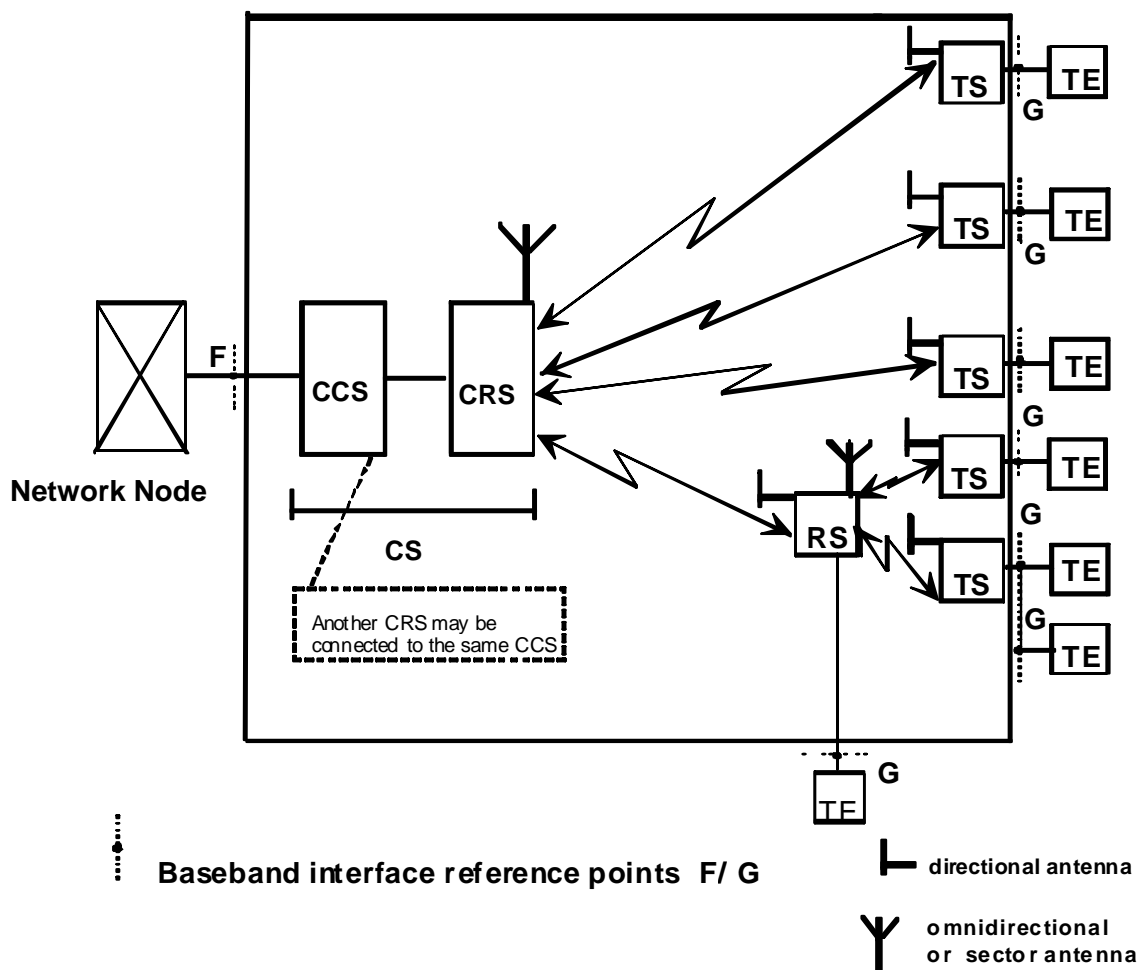 TS
TE
G
TS
TE
G
F
CCS
CRS
TS
TE
G
Network Node
TS
TE
G
RS
CS
TS
TE
G
Another CRS may be
connected to the same CCS
TE
G
TE
Baseband interface reference points F/ G
directional antenna
omnidirectional
or sector antenna